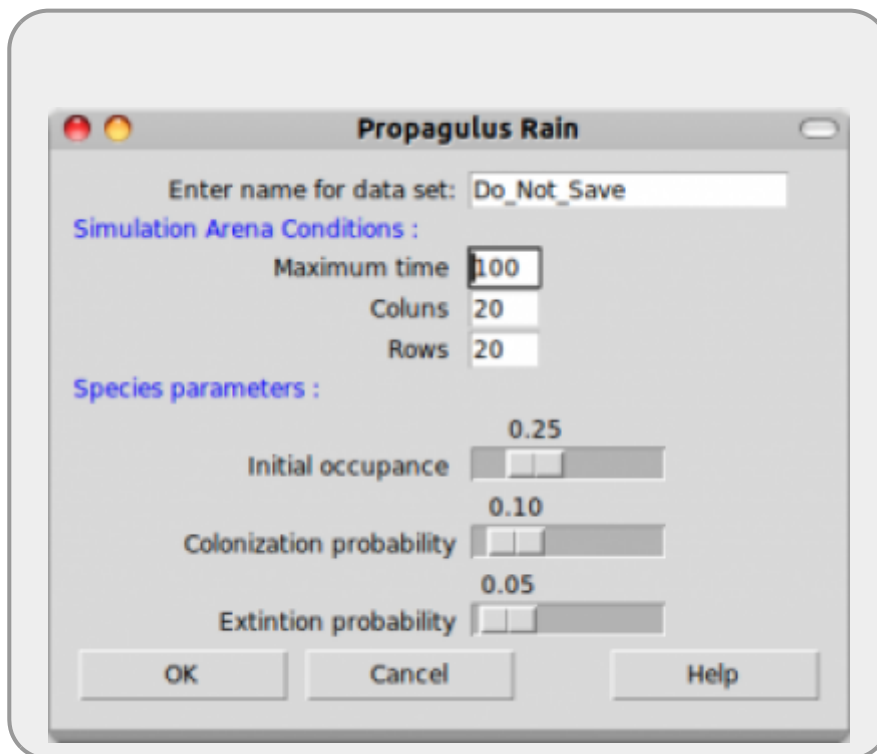 Propagulus Rain
Enter name for data set: Do_Not_Save
Simulation Arena Conditions :
Maximum time 100
Coluns 20
Rows 20
Species parameters :
0.25
Initial occupance
0.10
Colonization probability
0.05
Extintion probability
OK Cancel Help